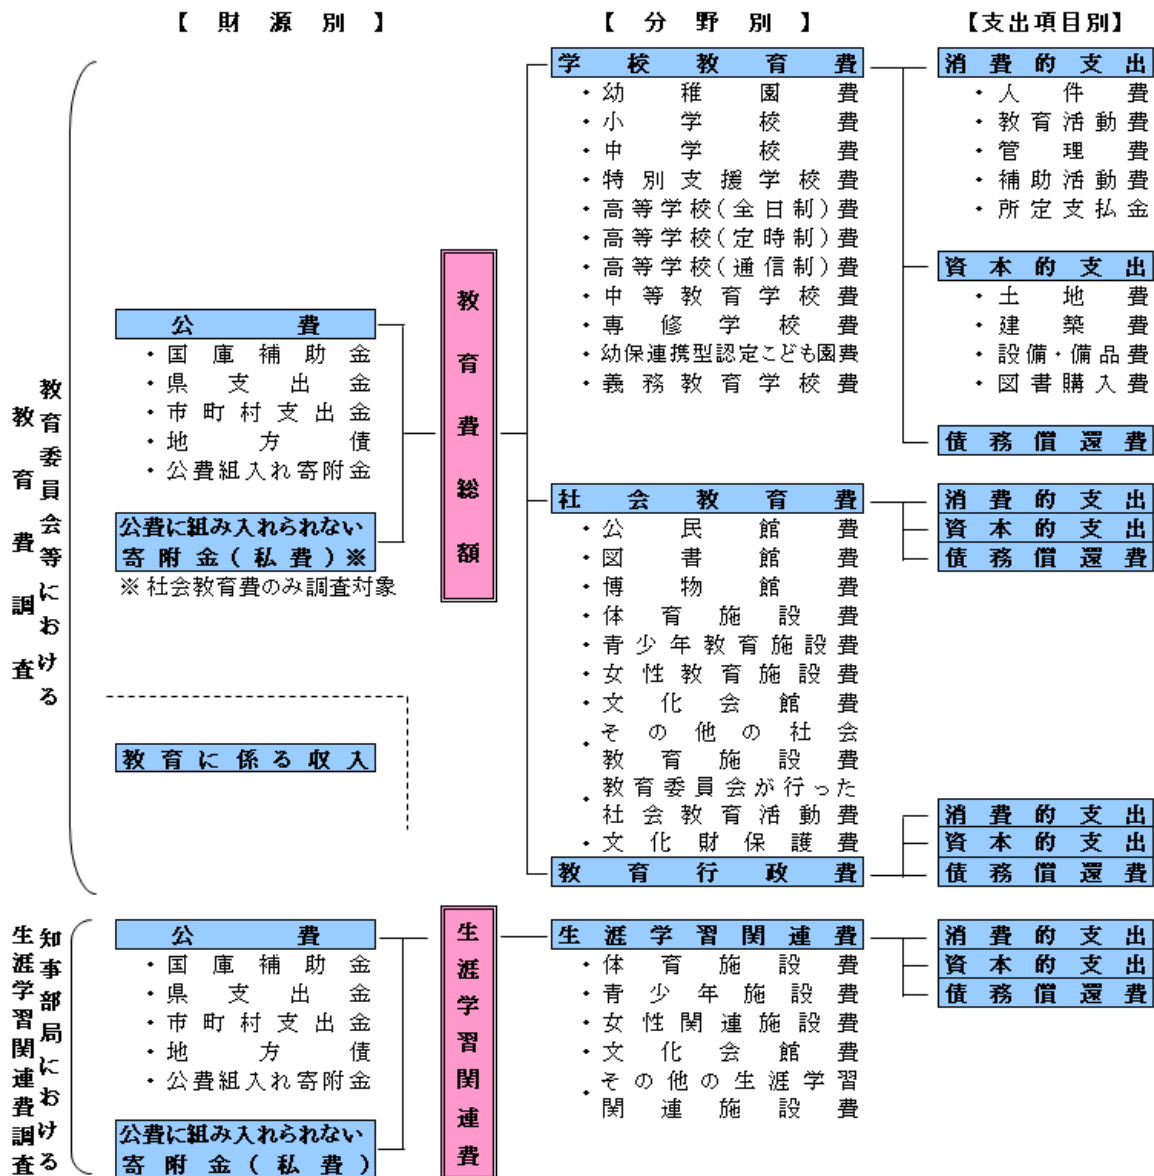 【財源別】
【分野別】
【支出項目別】
教育委員会等における
教育費調査
公費
・国庫補助金
・県支出金
・市町村支出金
・地方債
・公費組入れ寄附金
公費に組み入れられない
寄附金(私費)※
※社会教育費のみ調査対象
教育に係る収入
教育費総額
学校教育費
・幼稚園費
・小学校費
・中学校費
・特別支援学校費
・高等学校(全日制)費
・高等学校(定時制)費
・高等学校(通信制)費
・中等教育学校費
・専修学校費
・幼保連携型認定こども園費
・義務教育学校費
消費的支出
・人件費
・教育活動費
・管理費
・補助活動費
・所定支払金
資本的支出
・土地費
・建築費
・設備・備品費
・図書購入費
債務償還費
社会教育費
・公民館費
・図書館費
・博物館費
・体育施設費
・青少年教育施設費
・女性教育施設費
・文化会館費
・その他の社会
教育施設費
・教育委員会が行った
社会教育活動費
・文化財保護費
消費的支出
資本的支出
債務償還費
教育行政費
消費的支出
資本的支出
債務償還費
知事部局における
生涯学習関連費調査
公費
・国庫補助金
・県支出金
・市町村支出金
・地方債
・公費組入れ寄附金
公費に組み入れられない
寄附金(私費)
生涯学習関連費
生涯学習関連費
・体育施設費
・青少年施設費
・女性関連施設費
・文化会館費
・その他の生涯学習
関連施設費
消費的支出
資本的支出
債務償還費